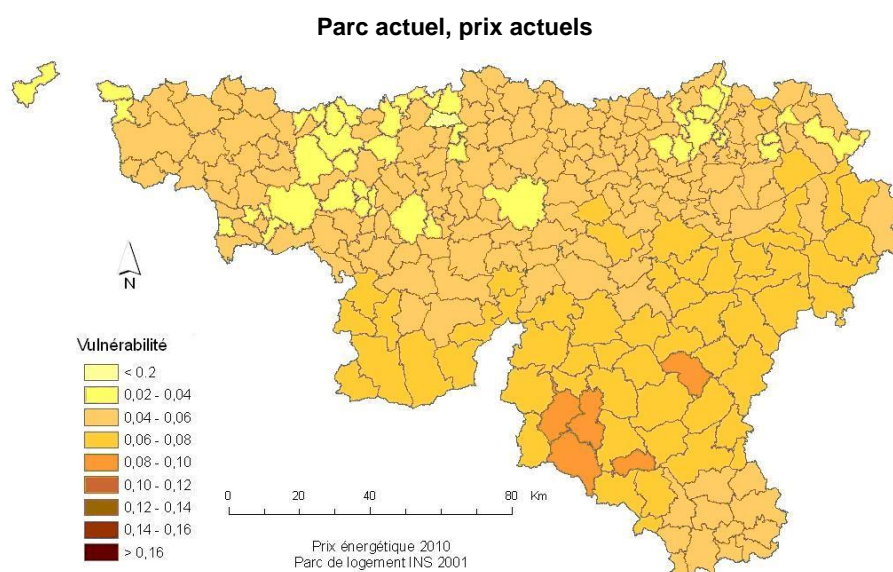 Parc actuel, prix actuels
N
Vulnérabilité
< 0.2
0,02 - 0,04
0,04 - 0,06
0,06 - 0,08
0,08 - 0,10
0,10 - 0,12
0,12 - 0,14
0,14 - 0,16
> 0,16
0 20 40 80 Km
Prix énergétique 2010
Parc de logement INS 2001